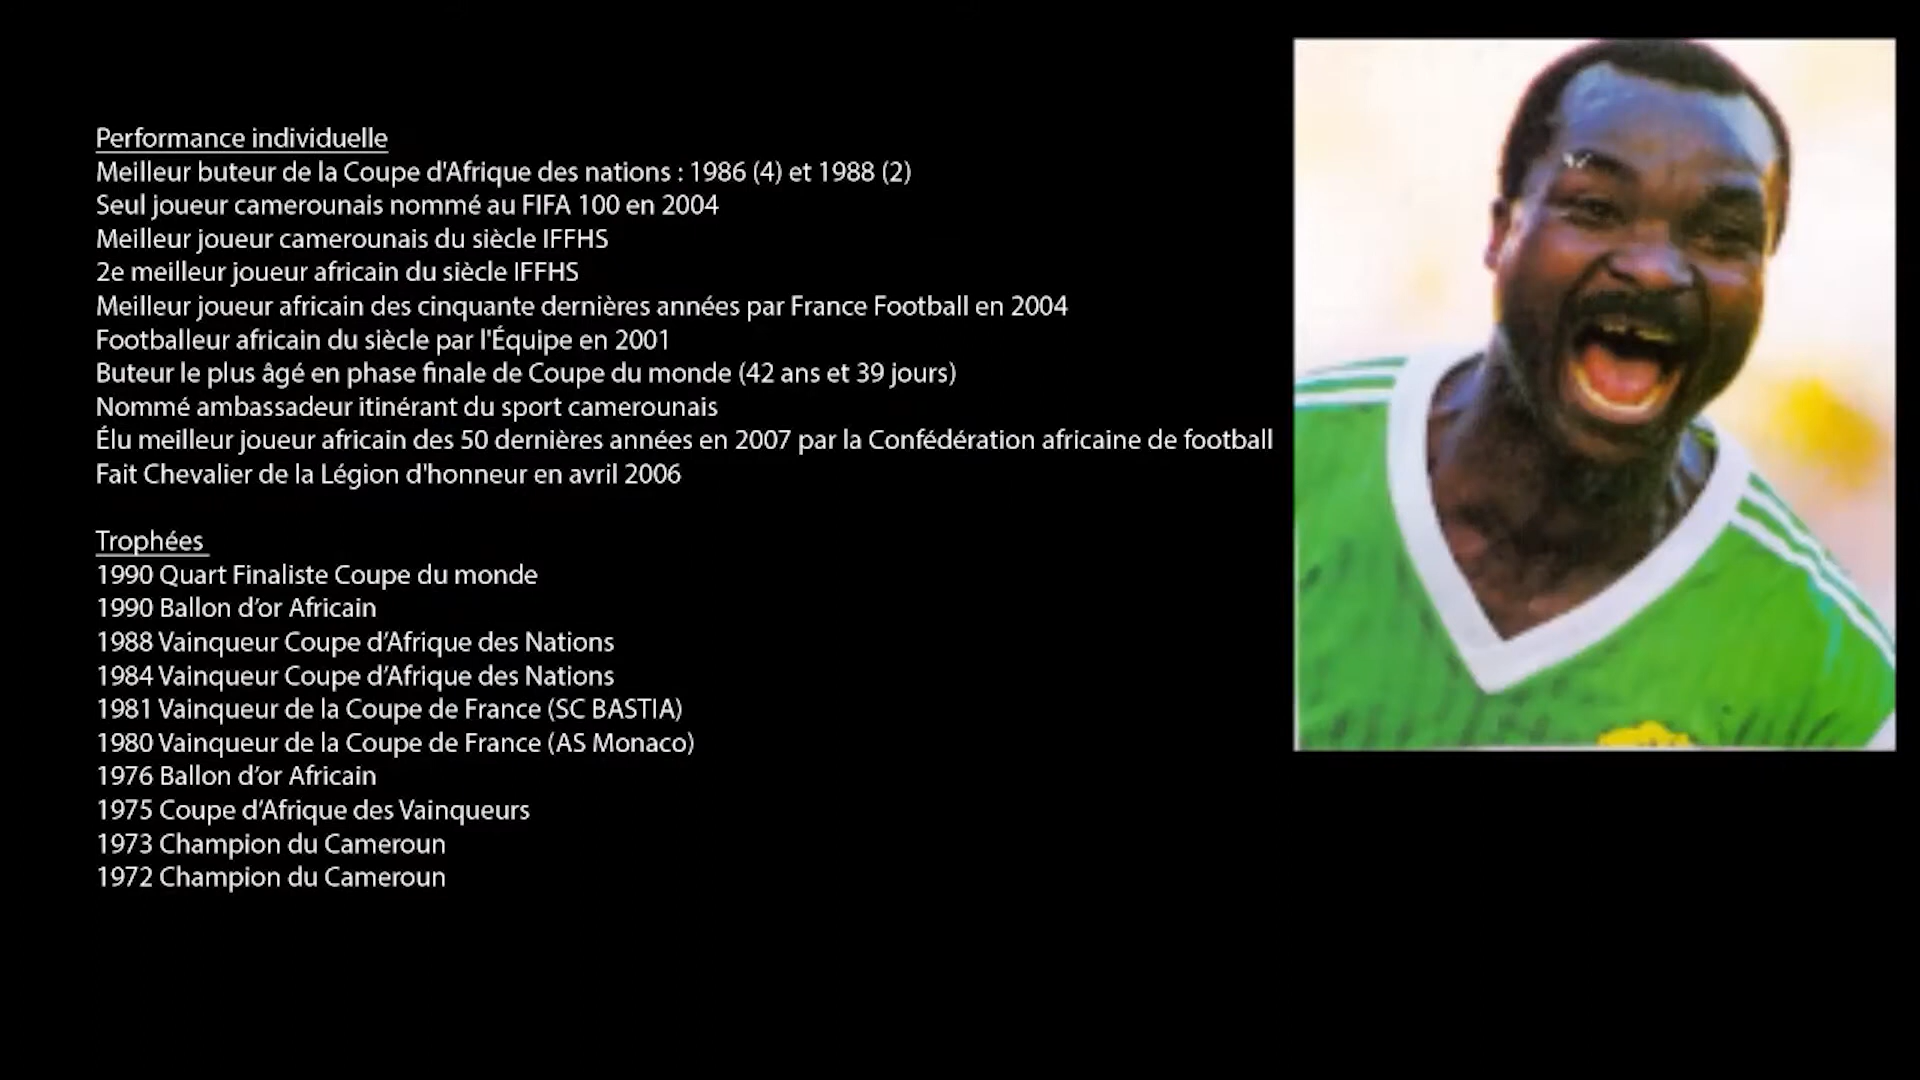 Performance individuelle
Meilleur buteur de la Coupe d'Afrique des nations : 1986 (4) et 1988 (2)
Seul joueur camerounais nommé au FIFA 100 en 2004
Meilleur joueur camerounais du siècle IFFHS
2e meilleur joueur africain du siècle IFFHS
Meilleur joueur africain des cinquante dernières années par France Football en 2004
Footballeur africain du siècle par l'Équipe en 2001
Buteur le plus âgé en phase finale de Coupe du monde (42 ans et 39 jours)
Nommé ambassadeur itinérant du sport camerounais
Élu meilleur joueur africain des 50 dernières années en 2007 par la Confédération africaine de football
Fait Chevalier de la Légion d'honneur en avril 2006
Trophées
1990 Quart Finaliste Coupe du monde
1990 Ballon d’or Africain
1988 Vainqueur Coupe d’Afrique des Nations
1984 Vainqueur Coupe d’Afrique des Nations
1981 Vainqueur de la Coupe de France (SC BASTIA)
1980 Vainqueur de la Coupe de France (AS Monaco)
1976 Ballon d’or Africain
1975 Coupe d’Afrique des Vainqueurs
1973 Champion du Cameroun
1972 Champion du Cameroun